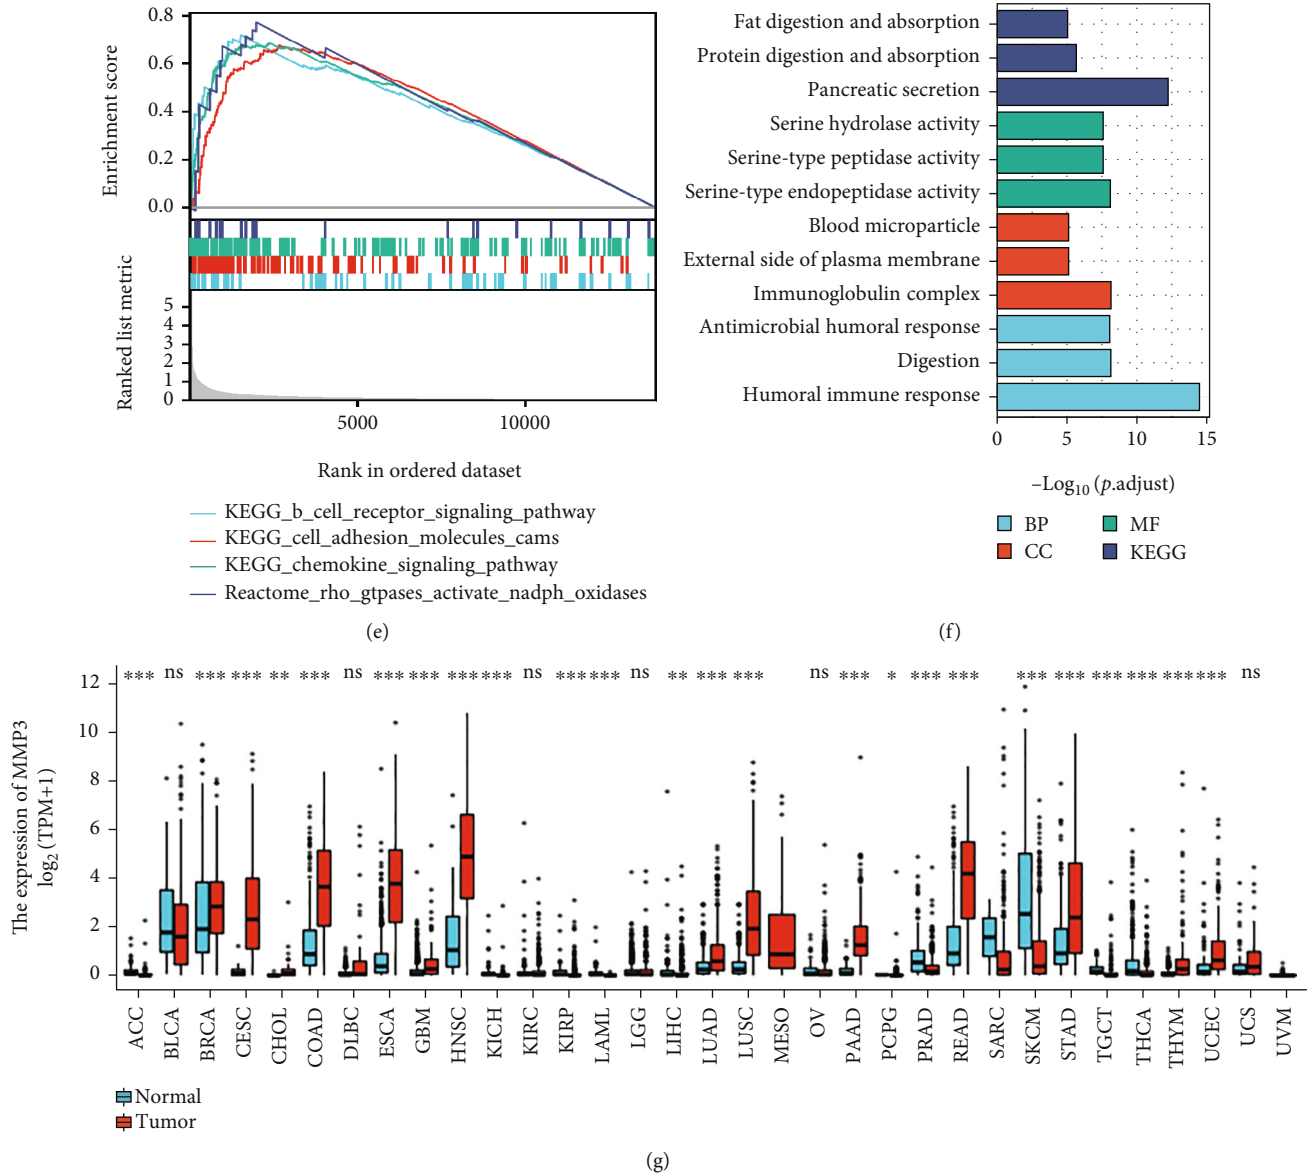 0.8
0.6
0.4
0.2
0.0
Enrichment score
5
4
3
2
1
0
Ranked list metric
5000 10000
Rank in ordered dataset
KEGG_b_cell_receptor_signaling_pathway
KEGG_cell_adhesion_molecules_cams
KEGG_chemokine_signaling_pathway
Reactome_rho_gtpases_activate_nadph_oxidases
(e)
Fat digestion and absorption
Protein digestion and absorption
Pancreatic secretion
Serine hydrolase activity
Serine-type peptidase activity
Serine-type endopeptidase activity
Blood microparticle
External side of plasma membrane
Immunoglobulin complex
Antimicrobial humoral response
Digestion
Humoral immune response
0 5 10 15
–Log10 (p.adjust)
BP MF
CC KEGG
(f)
*** ns *** *** ** *** ns *** *** *** *** ns *** *** ns ** *** *** ns *** * *** *** *** *** *** *** *** *** ns
12
10
8
6
4
2
0
The expression of MMP3
log2 (TPM+1)
ACC BLCA BRCA CESC CHOL COAD DLBC ESCA GBM HNSC KICH KIRC KIRP LAML LGG LIHC LUAD LUSC MESO OV PAAD PCPG PRAD READ SARC SKCM STAD TGCT THCA THYM UCEC UCS UVM
Normal
Tumor
(g)